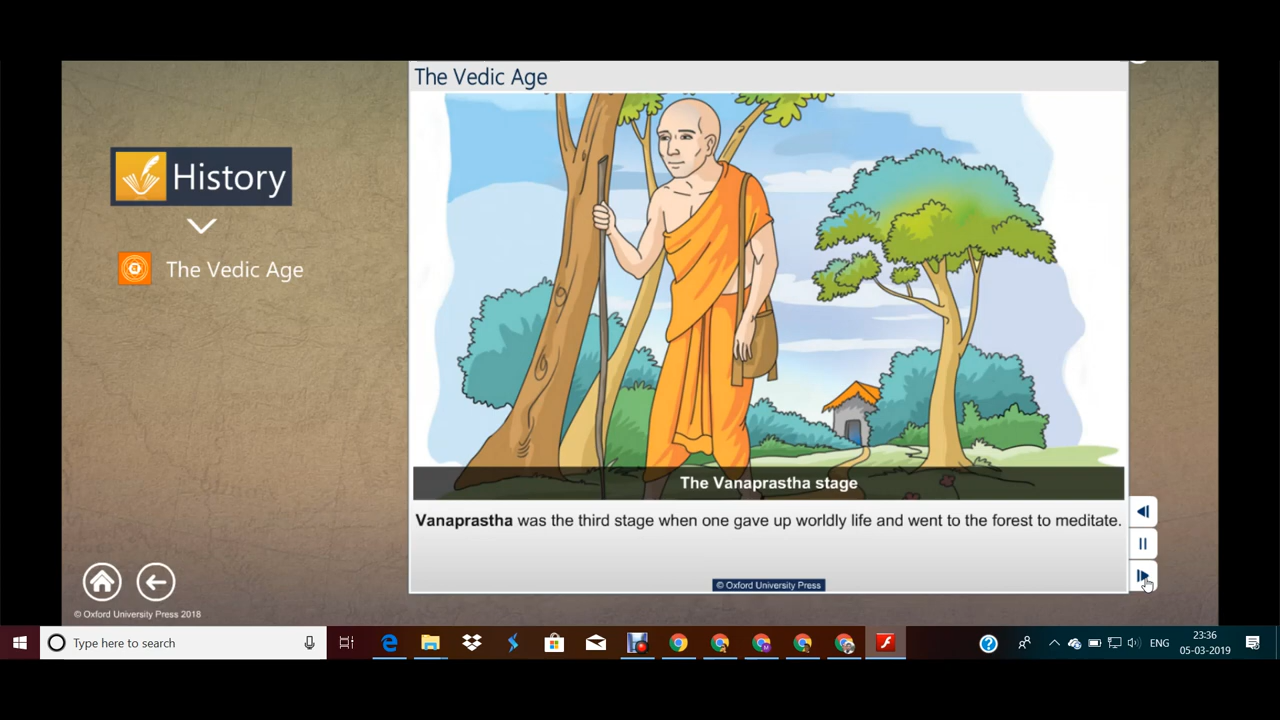 The Vedic Age
History
The Vedic Age
The Vanaprastha stage
Vanaprastha was the third stage when one gave up worldly life and went to the forest to meditate.
© Oxford University Press
© Oxford University Press 2018
Type here to search
ENG
23:36
05-03-2019